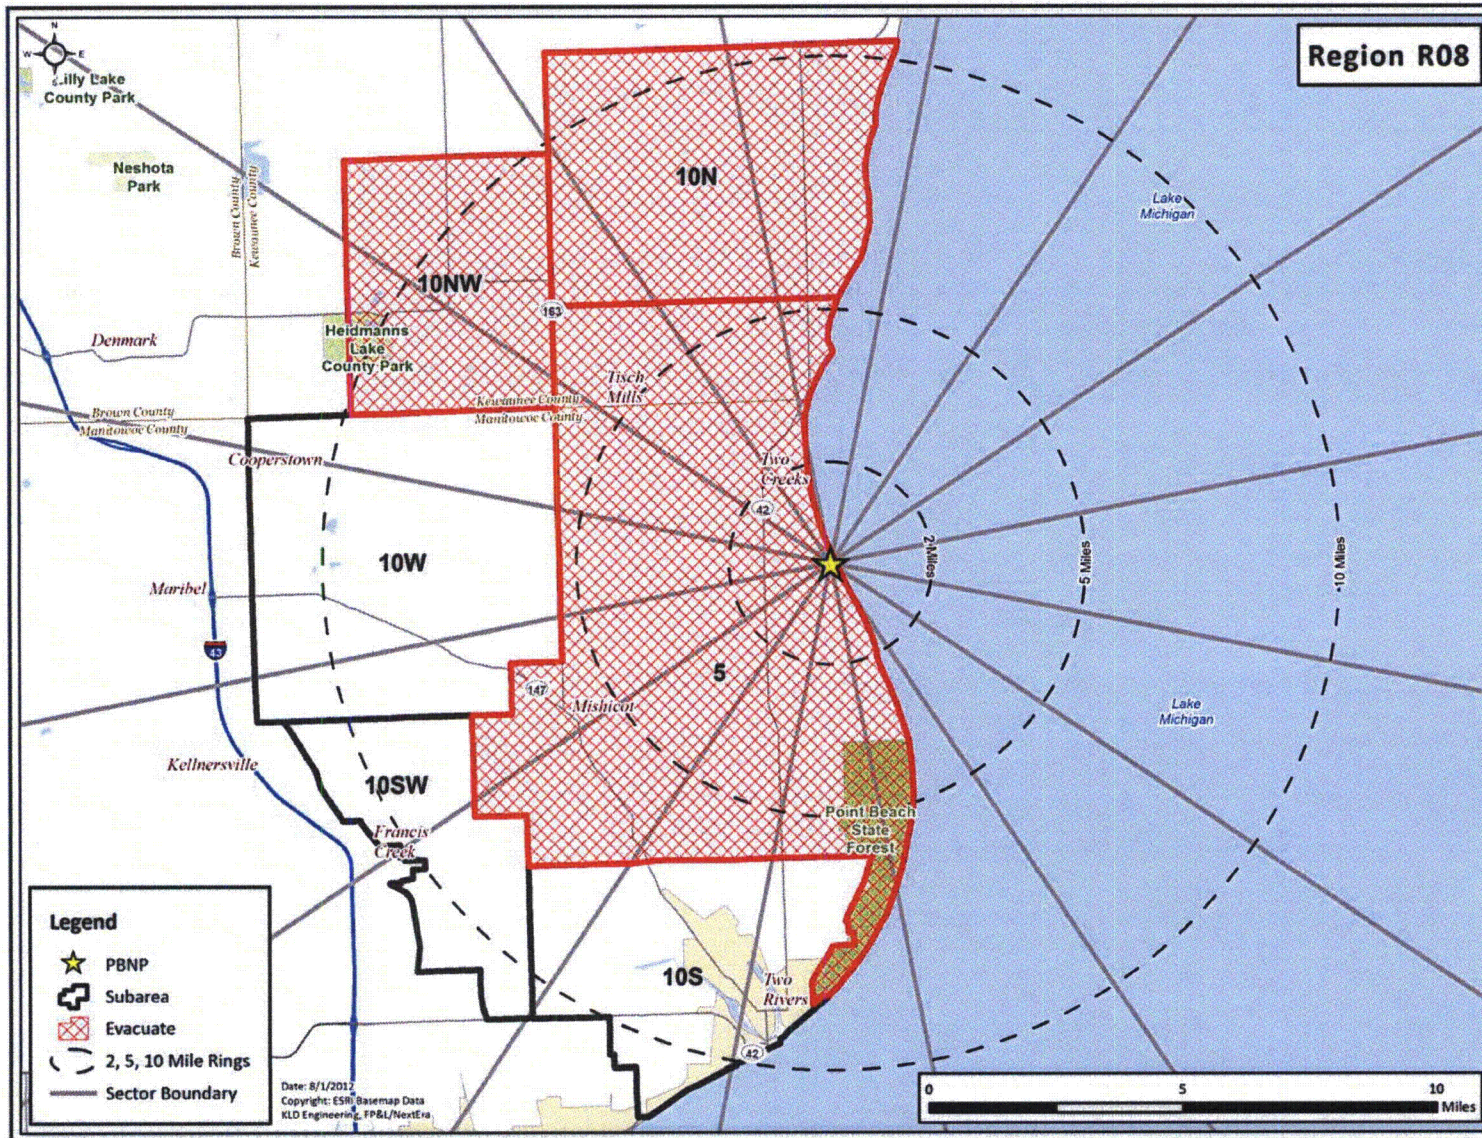 Region R08
N
W
E
Lilly Lake
County Park
Neshota
Park
Brown County
Kewaunee County
10N
Lake
Michigan
10NW
163
Denmark
Heidmanns
Lake
County Park
Tisch
Mills
Kewaunee County
Manitowoc County
Brown County
Manitowoc County
Cooperstown
Two
Creeks
42
10W
2 Miles
5 Miles
10 Miles
Maribel
43
5
147
Mishicot
Lake
Michigan
Kellnersville
10SW
Point Beach
State
Forest
Francis
Creek
10S
Two
Rivers
42
Legend
PBNP
Subarea
Evacuate
2, 5, 10 Mile Rings
Sector Boundary
Date: 8/1/2012
Copyright: ESRI Basemap Data
KLD Engineering, FP&L/NextEra
0 5 10
Miles